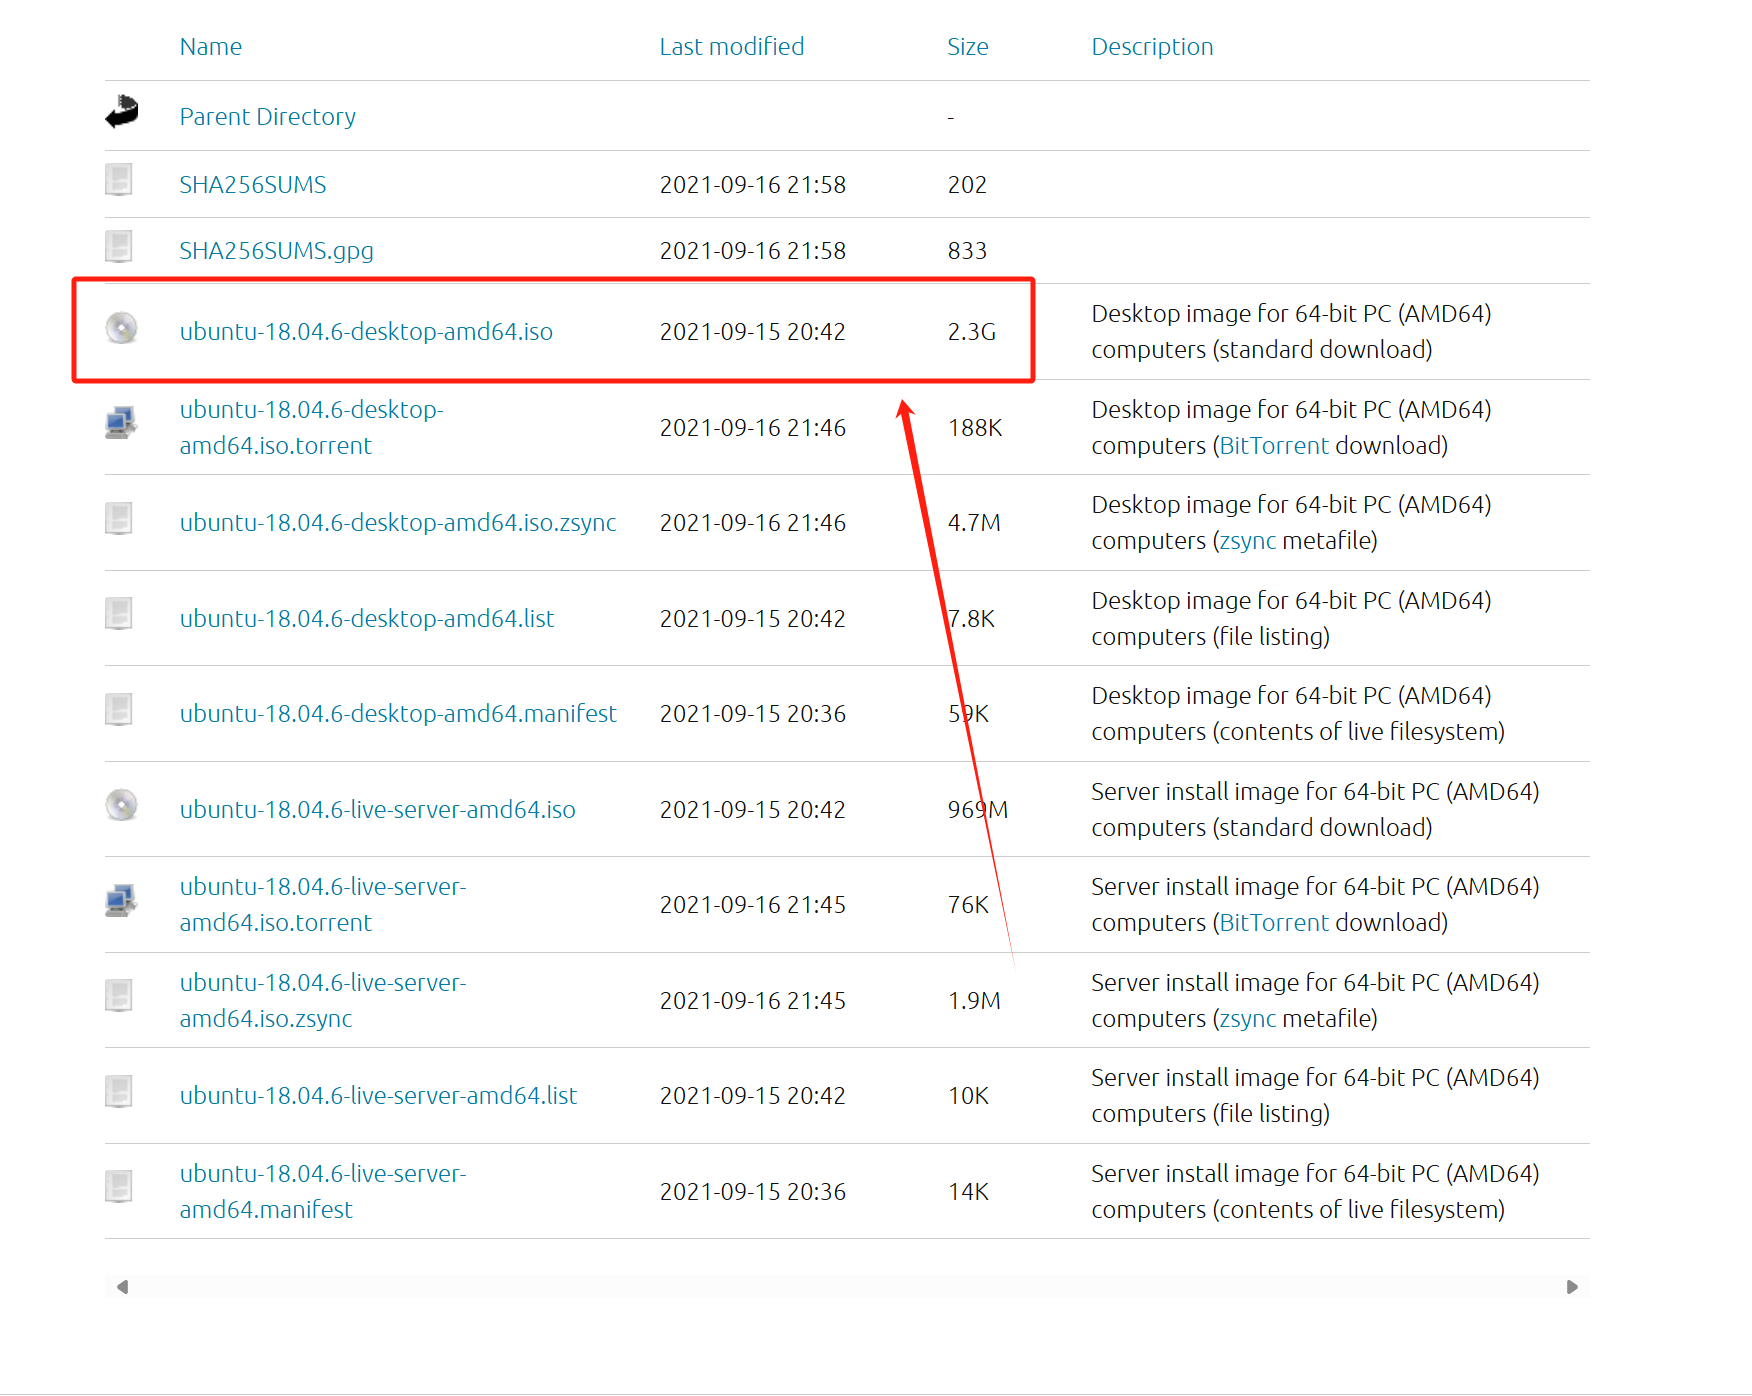 Name Last modified Size Description
Parent Directory -
SHA256SUMS 2021-09-16 21:58 202
SHA256SUMS.gpg 2021-09-16 21:58 833
ubuntu-18.04.6-desktop-amd64.iso 2021-09-15 20:42 2.3G Desktop image for 64-bit PC (AMD64)
computers (standard download)
ubuntu-18.04.6-desktop-
amd64.iso.torrent 2021-09-16 21:46 188K Desktop image for 64-bit PC (AMD64)
computers (BitTorrent download)
ubuntu-18.04.6-desktop-amd64.iso.zsync 2021-09-16 21:46 4.7M Desktop image for 64-bit PC (AMD64)
computers (zsync metafile)
ubuntu-18.04.6-desktop-amd64.list 2021-09-15 20:42 7.8K Desktop image for 64-bit PC (AMD64)
computers (file listing)
ubuntu-18.04.6-desktop-amd64.manifest 2021-09-15 20:36 59K Desktop image for 64-bit PC (AMD64)
computers (contents of live filesystem)
ubuntu-18.04.6-live-server-amd64.iso 2021-09-15 20:42 969M Server install image for 64-bit PC (AMD64)
computers (standard download)
ubuntu-18.04.6-live-server-
amd64.iso.torrent 2021-09-16 21:45 76K Server install image for 64-bit PC (AMD64)
computers (BitTorrent download)
ubuntu-18.04.6-live-server-
amd64.iso.zsync 2021-09-16 21:45 1.9M Server install image for 64-bit PC (AMD64)
computers (zsync metafile)
ubuntu-18.04.6-live-server-amd64.list 2021-09-15 20:42 10K Server install image for 64-bit PC (AMD64)
computers (file listing)
ubuntu-18.04.6-live-server-
amd64.manifest 2021-09-15 20:36 14K Server install image for 64-bit PC (AMD64)
computers (contents of live filesystem)